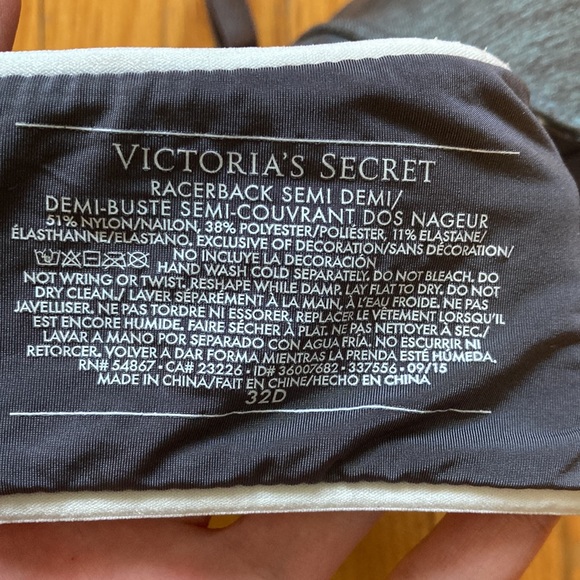 VICTORIA'S SECRET
RACERBACK SEMI DEMI/
DEMI-BUSTE SEMI-COUVRANT, DOS NAGEUR
51% NYLON/NAILON, 38% POLYESTER/POLIÉSTER, 11% ELASTANE/
ÉLASTHANNE/ELASTANO. EXCLUSIVE OF DECORATION/SANS DÉCORATION/
NO INCLUYE LA DECORACIÓN
HAND WASH COLD SEPARATELY. DO NOT BLEACH. DO
NOT WRING OR TWIST. RESHAPE WHILE DAMP. LAY FLAT TO DRY. DO NOT
DRY CLEAN./ LAVER SÉPARÉMENT À LA MAIN, À L'EAU FROIDE. NE PAS
JAVELLISER. NE PAS TORDRE NI ESSORER. REPLACER LE VÊTEMENT LORSQU'IL
EST ENCORE HUMIDE. FAIRE SÉCHER À PLAT. NE PAS NETTOYER À SEC./
LAVAR A MANO POR SEPARADO CON AGUA FRÍA. NO ESCURRIR NI
RETORCER. VOLVER A DAR FORMA MIENTRAS LA PRENDA ESTÉ HÚMEDA.
RN# 54867 • CA# 23226 • ID# 36007682 • 337556 • 09/15
MADE IN CHINA/FAIT EN CHINE/HECHO EN CHINA
32D